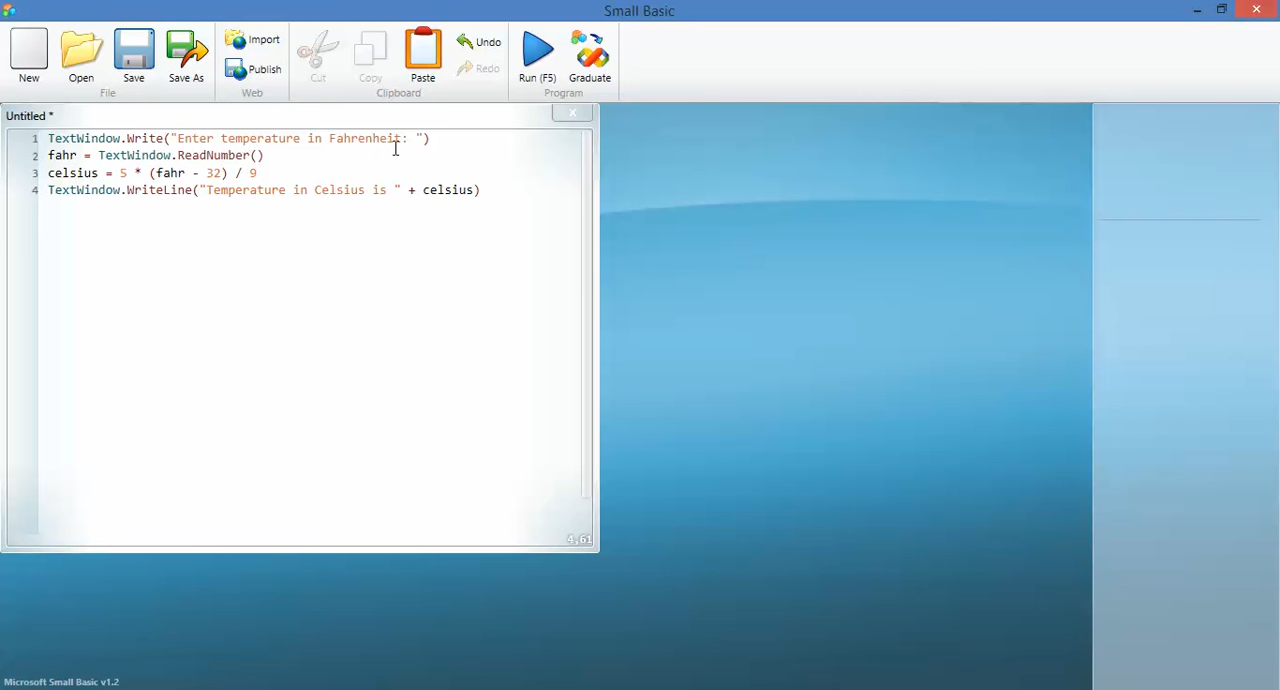 Small Basic
New
Open
Save
Save As
Import
Publish
Cut
Copy
Paste
Undo
Redo
Run (F5)
Graduate
File
Web
Clipboard
Program
Untitled *
x
1 TextWindow.Write("Enter temperature in Fahrenheit: ")
2 fahr = TextWindow.ReadNumber()
3 celsius = 5 * (fahr - 32) / 9
4 TextWindow.WriteLine("Temperature in Celsius is " + celsius)
4,61
Microsoft Small Basic v1.2